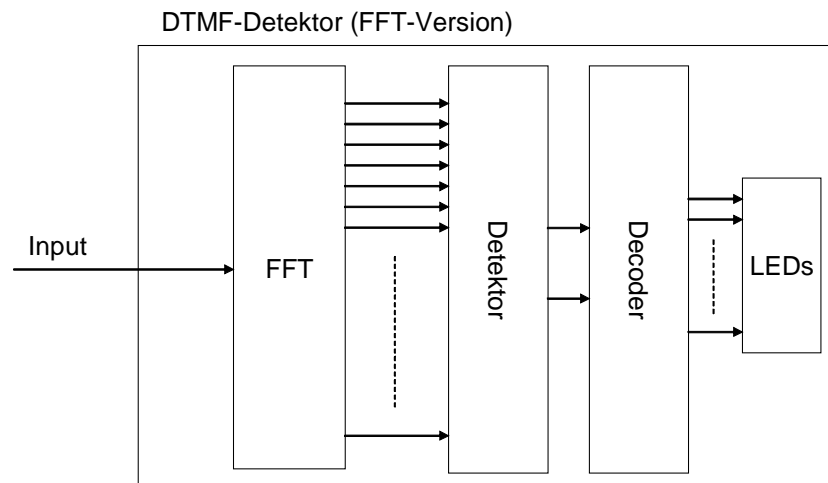 DTMF-Detektor (FFT-Version)
Input
FFT
Detektor
Decoder
LEDs